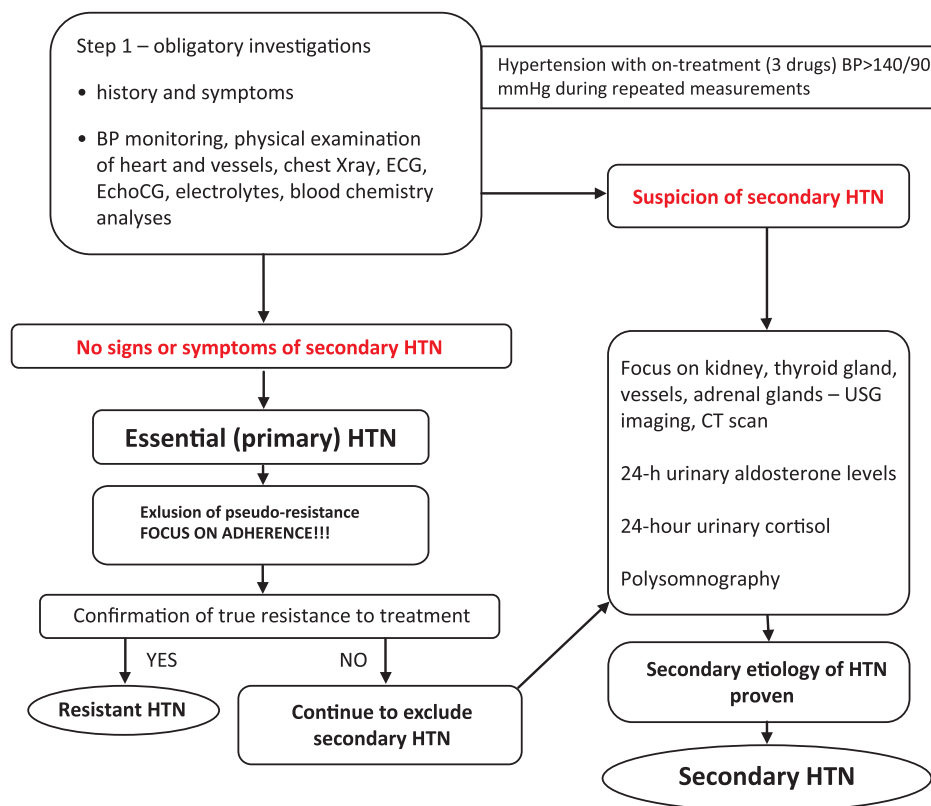 Step 1 – obligatory investigations
• history and symptoms
• BP monitoring, physical examination
of heart and vessels, chest Xray, ECG,
EchoCG, electrolytes, blood chemistry
analyses
Hypertension with on-treatment (3 drugs) BP>140/90
mmHg during repeated measurements
Suspicion of secondary HTN
No signs or symptoms of secondary HTN
Essential (primary) HTN
Exlusion of pseudo-resistance
FOCUS ON ADHERENCE!!!
Confirmation of true resistance to treatment
YES
NO
Resistant HTN
Continue to exclude
secondary HTN
Focus on kidney, thyroid gland,
vessels, adrenal glands – USG
imaging, CT scan
24-h urinary aldosterone levels
24-hour urinary cortisol
Polysomnography
Secondary etiology of HTN
proven
Secondary HTN